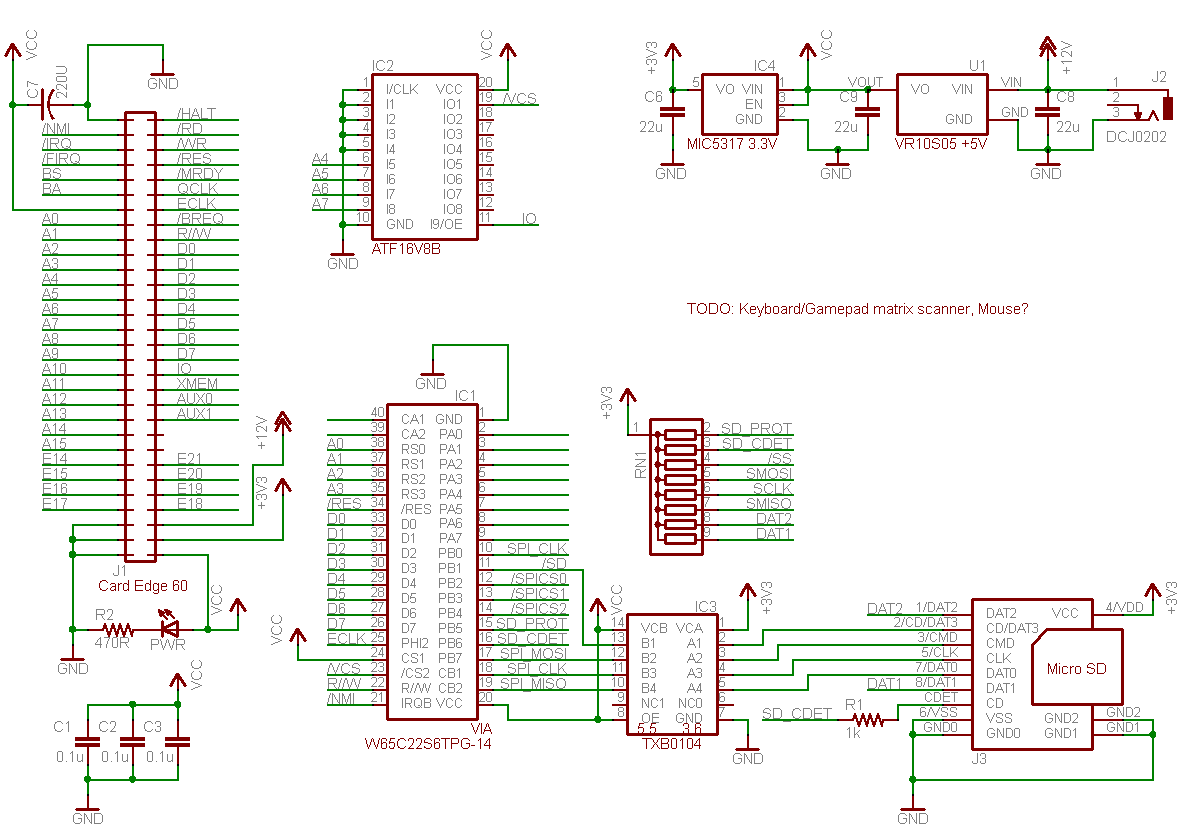 VCC
C7
220U
GND
/HALT
/NMI /RD
/IRQ /WR
/FIRQ /RES
BS /MRDY
BA QCLK
ECLK
A0 /BREQ
A1 R//W
A2 D0
A3 D1
A4 D2
A5 D3
A6 D4
A7 D5
A8 D6
A9 D7
A10 IO
A11 XMEM
A12 AUX0
A13 AUX1
A14
A15
E14 E21
E15 E20
E16 E19
E17 E18
+12V
+3V3
J1
Card Edge 60
R2
470R
PWR
VCC
GND
VCC
C1 C2 C3
0.1u 0.1u 0.1u
GND
IC2
VCC
1 I/CLK VCC 20
2 I1 IO1 19 /VCS
3 I2 IO2 18
4 I3 IO3 17
5 I4 IO4 16
A4 6 I5 IO5 15
A5 7 I6 IO6 14
A6 8 I7 IO7 13
A7 9 I8 IO8 12
10 GND I9/OE 11 IO
ATF16V8B
GND
+3V3
IC4
VCC
U1
+12V
J2
5 VO VIN 1
EN 3
GND 2
C6
22u
MIC5317 3.3V
GND
VOUT
C9
22u
GND
VO VIN
GND
VR10S05 +5V
VIN
GND
C8
22u
GND
1
2
3
DCJ0202
TODO: Keyboard/Gamepad matrix scanner, Mouse?
GND
IC1
40 CA1 GND 1
39 CA2 PA0 2
A0 38 RS0 PA1 3
A1 37 RS1 PA2 4
A2 36 RS2 PA3 5
A3 35 RS3 PA4 6
/RES 34 /RES PA5 7
D0 33 D0 PA6 8
D1 32 D1 PA7 9
D2 31 D2 PB0 10 SPI_CLK
D3 30 D3 PB1 11 /SD
D4 29 D4 PB2 12 /SPICS0
D5 28 D5 PB3 13 /SPICS1
D6 27 D6 PB4 14 /SPICS2
D7 26 D7 PB5 15 SD_PROT
ECLK 25 PHI2 PB6 16 SD_CDET
24 CS1 PB7 17 SPI_MOSI
/VCS 23 /CS2 CB1 18 SPI_CLK
R//W 22 R//W CB2 19 SPI_MISO
/NMI 21 IRQB VCC 20
VCC
VIA
W65C22S6TPG-14
+3V3
RN1
1
2 SD_PROT
3 SD_CDET
4 /SS
5 SMOSI
6 SCLK
7 SMISO
8 DAT2
9 DAT1
VCC
IC3
+3V3
14 VCB VCA 1
13 B1 A1 2
12 B2 A2 3
11 B3 A3 4
10 B4 A4 5
9 NC1 NC0 6
8 OE GND 7
5.5 3.6
TXB0104
GND
SD_CDET
R1
1k
DAT2 1/DAT2 DAT2 VCC 4/VDD
+3V3
2/CD/DAT3 CD/DAT3
3/CMD CMD
5/CLK CLK
7/DAT0 DAT0
DAT1 8/DAT1 DAT1
CDET CD
6/VSS VSS GND2 GND2
GND0 GND0 GND1 GND1
Micro SD
J3
GND